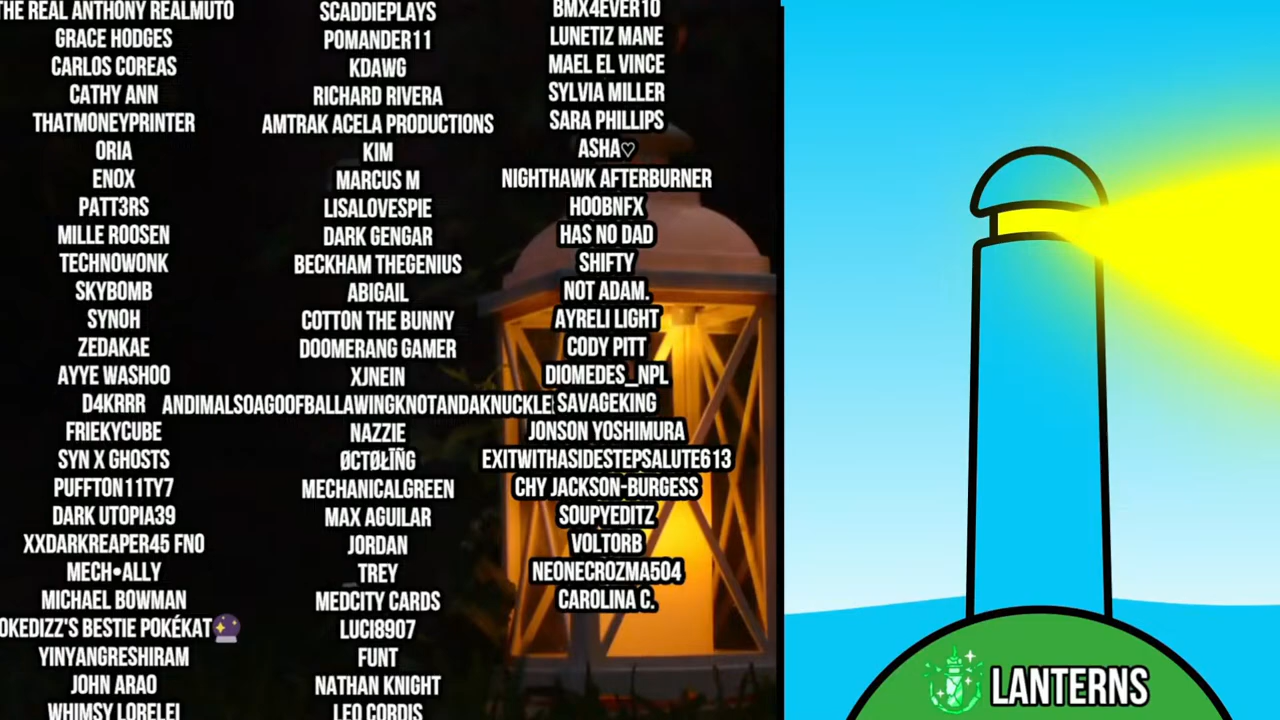 THE REAL ANTHONY REALMUTO
GRACE HODGES
CARLOS COREAS
CATHY ANN
THATMONEYPRINTER
ORIA
ENOX
PATT3RS
MILLE ROOSEN
TECHNOWONK
SKYBOMB
SYNOH
ZEDAKAE
AYYE WASHOO
D4KRRR
FRIEKYCUBE
SYN X GHOSTS
PUFFTON11TY7
DARK UTOPIA39
XXDARKREAPER45 FNO
MECH•ALLY
MICHAEL BOWMAN
OKEDIZZ'S BESTIE POKÉKAT🔮
YINYANGRESHIRAM
JOHN ARAO
WHIMSY LORELEI
SCADDIEPLAYS
POMANDER11
KDAWG
RICHARD RIVERA
AMTRAK ACELA PRODUCTIONS
KIM
MARCUS M
LISALOVESPIE
DARK GENGAR
BECKHAM THEGENIUS
ABIGAIL
COTTON THE BUNNY
DOOMERANG GAMER
XJNEIN
ANDIMALSOAGOOFBALLAWINGKNOTANDAKNUCKLE
NAZZIE
ØCTØŁĪÑG
MECHANICALGREEN
MAX AGUILAR
JORDAN
TREY
MEDCITY CARDS
LUCI8907
FUNT
NATHAN KNIGHT
LEO CORDIS
BMX4EVER10
LUNETIZ MANE
MAEL EL VINCE
SYLVIA MILLER
SARA PHILLIPS
ASHA♡
NIGHTHAWK AFTERBURNER
HOOBNFX
HAS NO DAD
SHIFTY
NOT ADAM.
AYRELI LIGHT
CODY PITT
DIOMEDES_NPL
SAVAGEKING
JONSON YOSHIMURA
EXITWITHASIDESTEPSALUTE613
CHY JACKSON-BURGESS
SOUPYEDITZ
VOLTORB
NEONECROZMA504
CAROLINA C.
LANTERNS